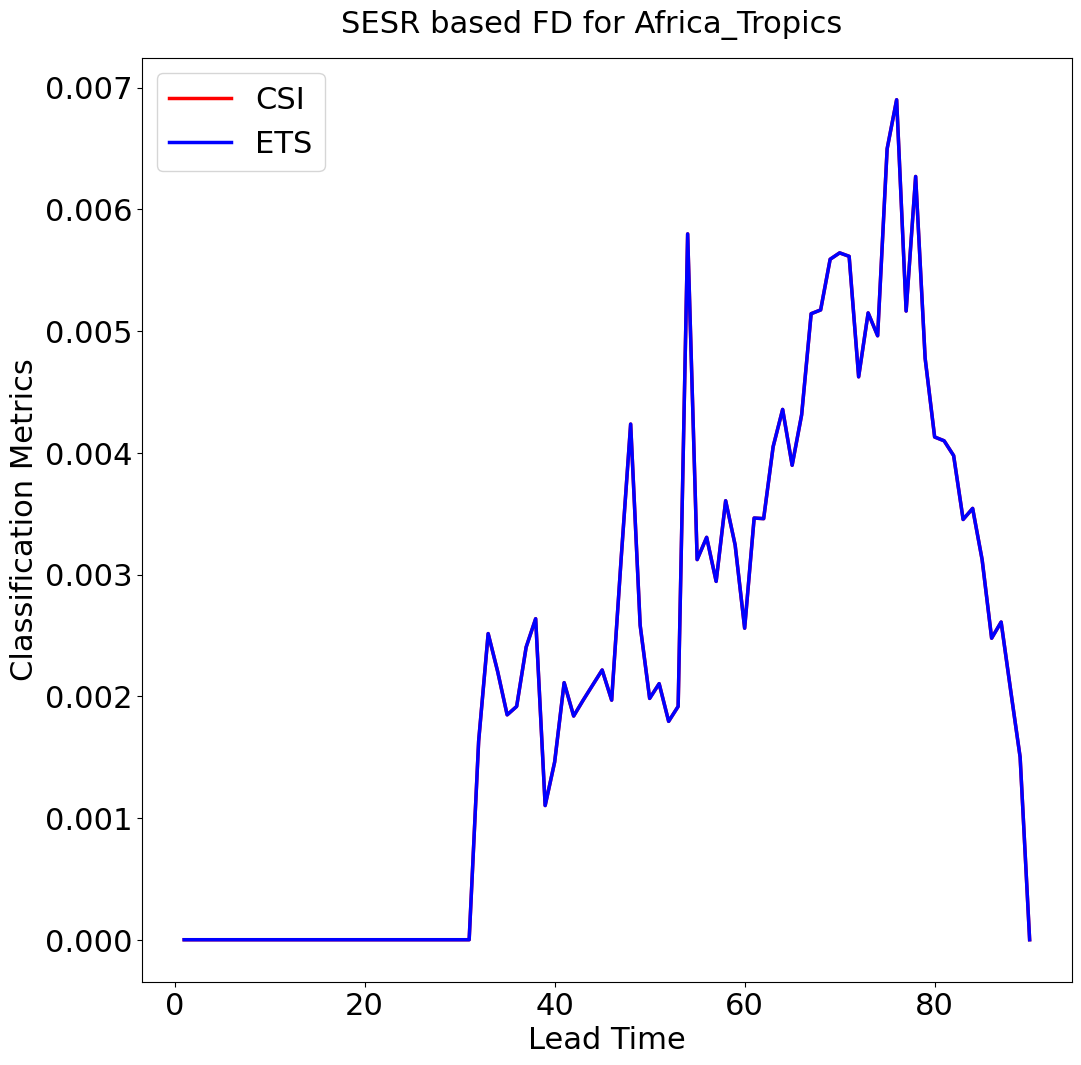 SESR based FD for Africa_Tropics
CSI
ETS
0.007
0.006
0.005
0.004
0.003
0.002
0.001
0.000
Classification Metrics
0 20 40 60 80
Lead Time